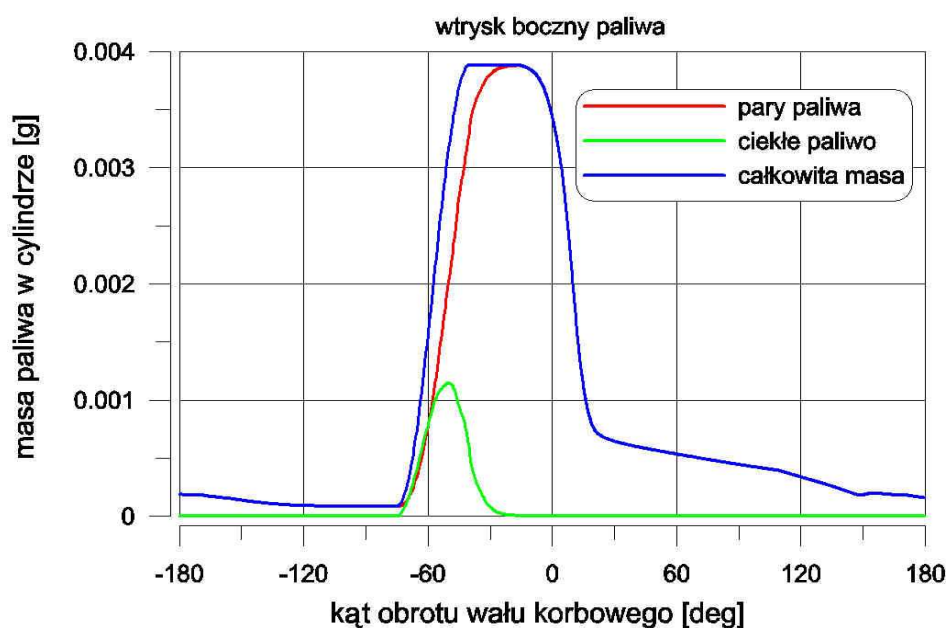 wtrysk boczny paliwa
0.004
0.003
0.002
0.001
0
masa paliwa w cylindrze [g]
pary paliwa
ciekłe paliwo
całkowita masa
-180 -120 -60 0 60 120 180
kąt obrotu wału korbowego [deg]